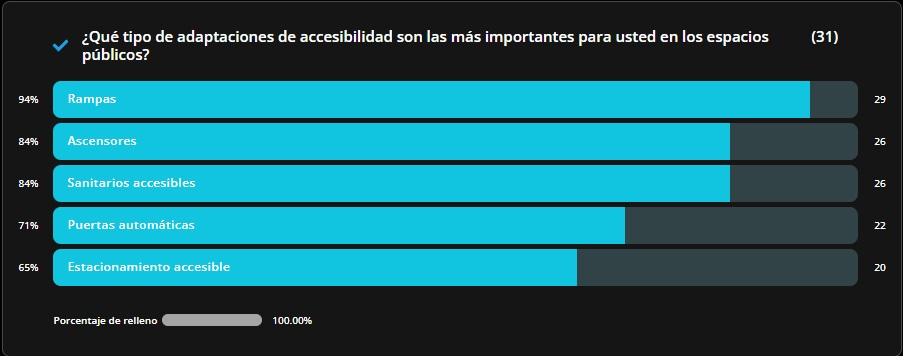 ¿Qué tipo de adaptaciones de accesibilidad son las más importantes para usted en los espacios públicos? (31)
94% Rampas 29
84% Ascensores 26
84% Sanitarios accesibles 26
71% Puertas automáticas 22
65% Estacionamiento accesible 20
Porcentaje de relleno 100.00%